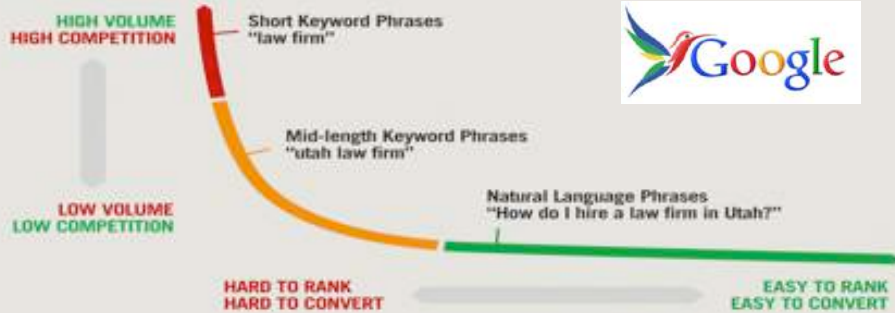 HIGH VOLUME
HIGH COMPETITION
Short Keyword Phrases
"law firm"
Google
Mid-length Keyword Phrases
"utah law firm"
Natural Language Phrases
"How do I hire a law firm in Utah?"
LOW VOLUME
LOW COMPETITION
HARD TO RANK
HARD TO CONVERT
EASY TO RANK
EASY TO CONVERT